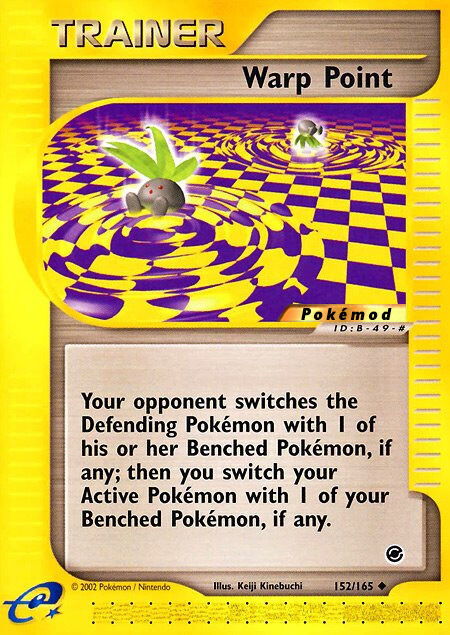 TRAINER
Warp Point
Pokémod
ID:B-49-#
Your opponent switches the
Defending Pokémon with 1 of
his or her Benched Pokémon, if
any; then you switch your
Active Pokémon with 1 of your
Benched Pokémon, if any.
© 2002 Pokémon / Nintendo Illus. Keiji Kinebuchi 152/165 ◆
e